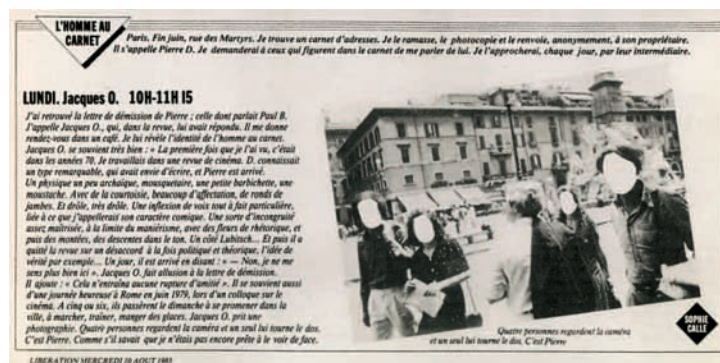 L'HOMME AU
CARNET
Paris. Fin juin, rue des Martyrs. Je trouve un carnet d'adresses. Je le ramasse, le photocopie et le renvoie, anonymement, à son propriétaire.
Il s'appelle Pierre D. Je demanderai à ceux qui figurent dans le carnet de me parler de lui. Je l'approcherai, chaque jour, par leur intermédiaire.
LUNDI. Jacques O. 10H-11H 15
J'ai retrouvé la lettre de démission de Pierre ; celle dont parlait Paul B.
J'appelle Jacques O., qui, dans la revue, lui avait répondu. Il me donne
rendez-vous dans un café. Je lui révèle l'identité de l'homme au carnet.
Jacques O. se souvient très bien : « La première fois que je l'ai vu, c'était
dans les années 70. Je travaillais dans une revue de cinéma. D. connaissait
un type remarquable, qui avait envie d'écrire, et Pierre est arrivé.
Un physique un peu archaïque, mousquetaire, une petite barbichette, une
moustache. Avec de la courtoisie, beaucoup d'affectation, de ronds de
jambes. Et drôle, très drôle. Une inflexion de voix tout à fait particulière,
liée à ce que j'appellerais son caractère comique. Une sorte d'incongruité
assez maîtrisée, à la limite du maniérisme, avec des fleurs de rhétorique, et
puis des montées, des descentes dans le ton. Un côté Lubitsch... Et puis il a
quitté la revue sur un désaccord à la fois politique et théorique, l'idée de
vérité par exemple... Un jour, il est arrivé en disant : « — Non, je ne me
sens plus bien ici ». Jacques O. fait allusion à la lettre de démission.
Il ajoute : « Cela n'entraîna aucune rupture d'amitié ». Il se souvient aussi
d'une journée heureuse à Rome en juin 1979, lors d'un colloque sur le
cinéma. A cinq ou six, ils passèrent le dimanche à se promener dans la
ville, à marcher, traîner, manger des glaces. Jacques O. prit une
photographie. Quatre personnes regardent la caméra et un seul lui tourne le dos.
C'est Pierre. Comme s'il savait que je n'étais pas encore prête à le voir de face.
Quatre personnes regardent la caméra
et un seul lui tourne le dos. C'est Pierre
SOPHIE
CALLE
LIBERATION MERCREDI 10 AOUT 1983